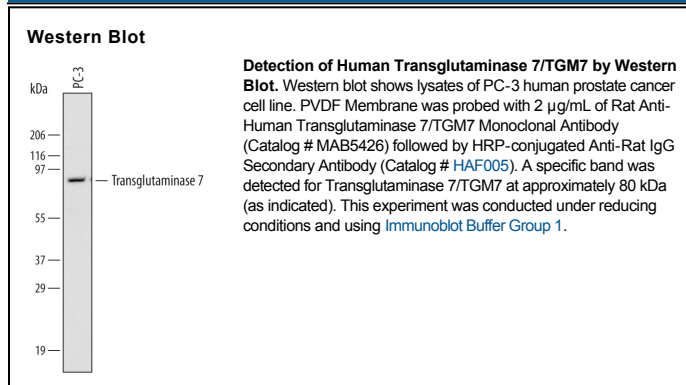 Western Blot
kDa
PC-3
206
116
97
Transglutaminase 7
55
37
29
19
Detection of Human Transglutaminase 7/TGM7 by Western
Blot. Western blot shows lysates of PC-3 human prostate cancer
cell line. PVDF Membrane was probed with 2 µg/mL of Rat Anti-
Human Transglutaminase 7/TGM7 Monoclonal Antibody
(Catalog # MAB5426) followed by HRP-conjugated Anti-Rat IgG
Secondary Antibody (Catalog # HAF005). A specific band was
detected for Transglutaminase 7/TGM7 at approximately 80 kDa
(as indicated). This experiment was conducted under reducing
conditions and using Immunoblot Buffer Group 1.